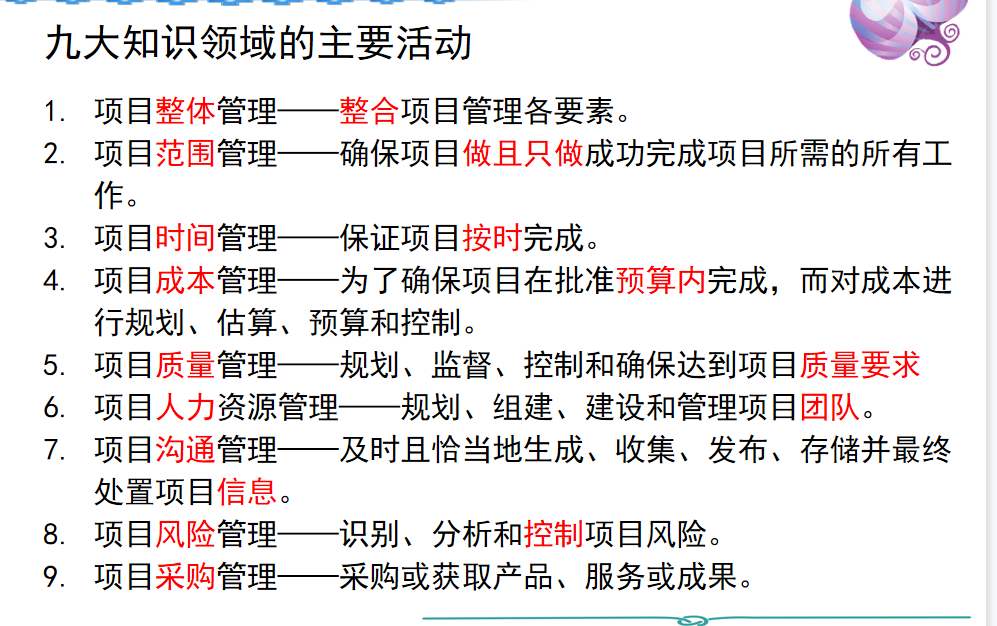 九大知识领域的主要活动
1. 项目整体管理——整合项目管理各要素。
2. 项目范围管理——确保项目做且只做成功完成项目所需的所有工
作。
3. 项目时间管理——保证项目按时完成。
4. 项目成本管理——为了确保项目在批准预算内完成，而对成本进
行规划、估算、预算和控制。
5. 项目质量管理——规划、监督、控制和确保达到项目质量要求
6. 项目人力资源管理——规划、组建、建设和管理项目团队。
7. 项目沟通管理——及时且恰当地生成、收集、发布、存储并最终
处置项目信息。
8. 项目风险管理——识别、分析和控制项目风险。
9. 项目采购管理——采购或获取产品、服务或成果。